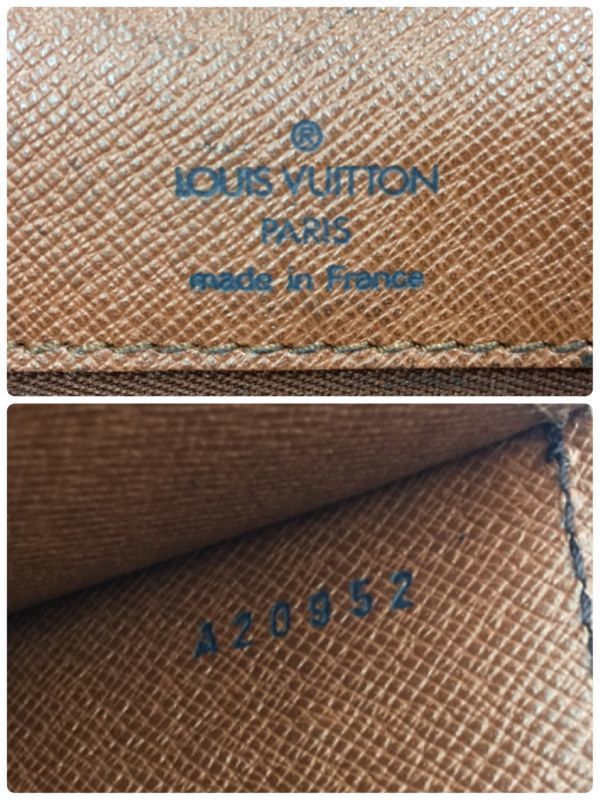 ®
LOUIS VUITTON
PARIS
made in France
A20952